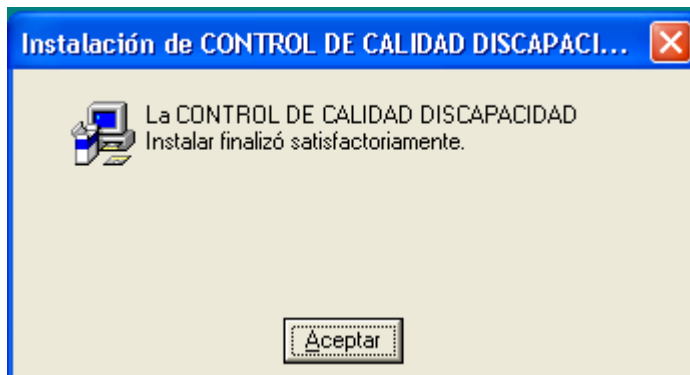 Instalación de CONTROL DE CALIDAD DISCAPACI...
La CONTROL DE CALIDAD DISCAPACIDAD
Instalar finalizó satisfactoriamente.
Aceptar